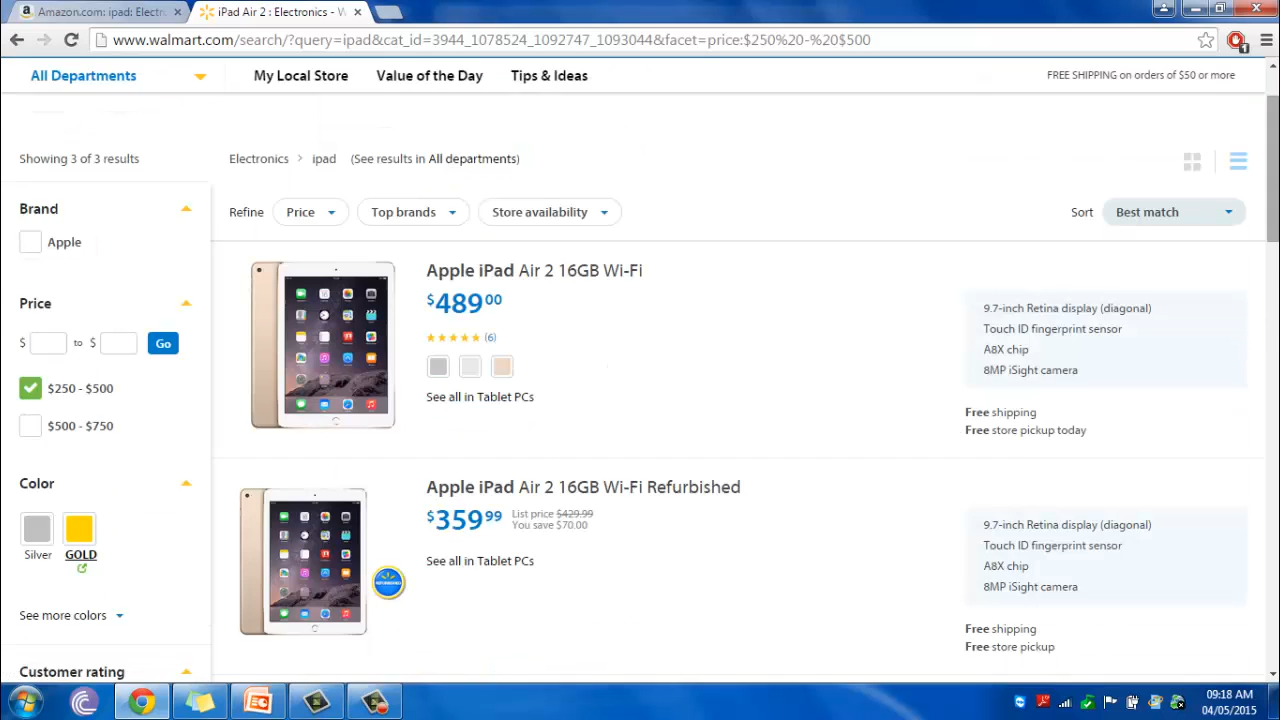 Amazon.com: ipad: Electro
iPad Air 2 : Electronics - W
www.walmart.com/search/?query=ipad&cat_id=3944_1078524_1092747_1093044&facet=price:$250%20-%20$500
All Departments
My Local Store
Value of the Day
Tips & Ideas
FREE SHIPPING on orders of $50 or more
Showing 3 of 3 results
Electronics > ipad (See results in All departments)
Brand
Apple
Refine
Price
Top brands
Store availability
Sort
Best match
Price
$ to $ Go
$250 - $500
$500 - $750
Color
Silver
GOLD
See more colors
Customer rating
Apple iPad Air 2 16GB Wi-Fi
$489 00
(6)
See all in Tablet PCs
9.7-inch Retina display (diagonal)
Touch ID fingerprint sensor
A8X chip
8MP iSight camera
Free shipping
Free store pickup today
Apple iPad Air 2 16GB Wi-Fi Refurbished
$359 99
List price $429.99
You save $70.00
See all in Tablet PCs
REFURBISHED
9.7-inch Retina display (diagonal)
Touch ID fingerprint sensor
A8X chip
8MP iSight camera
Free shipping
Free store pickup
09:18 AM
04/05/2015